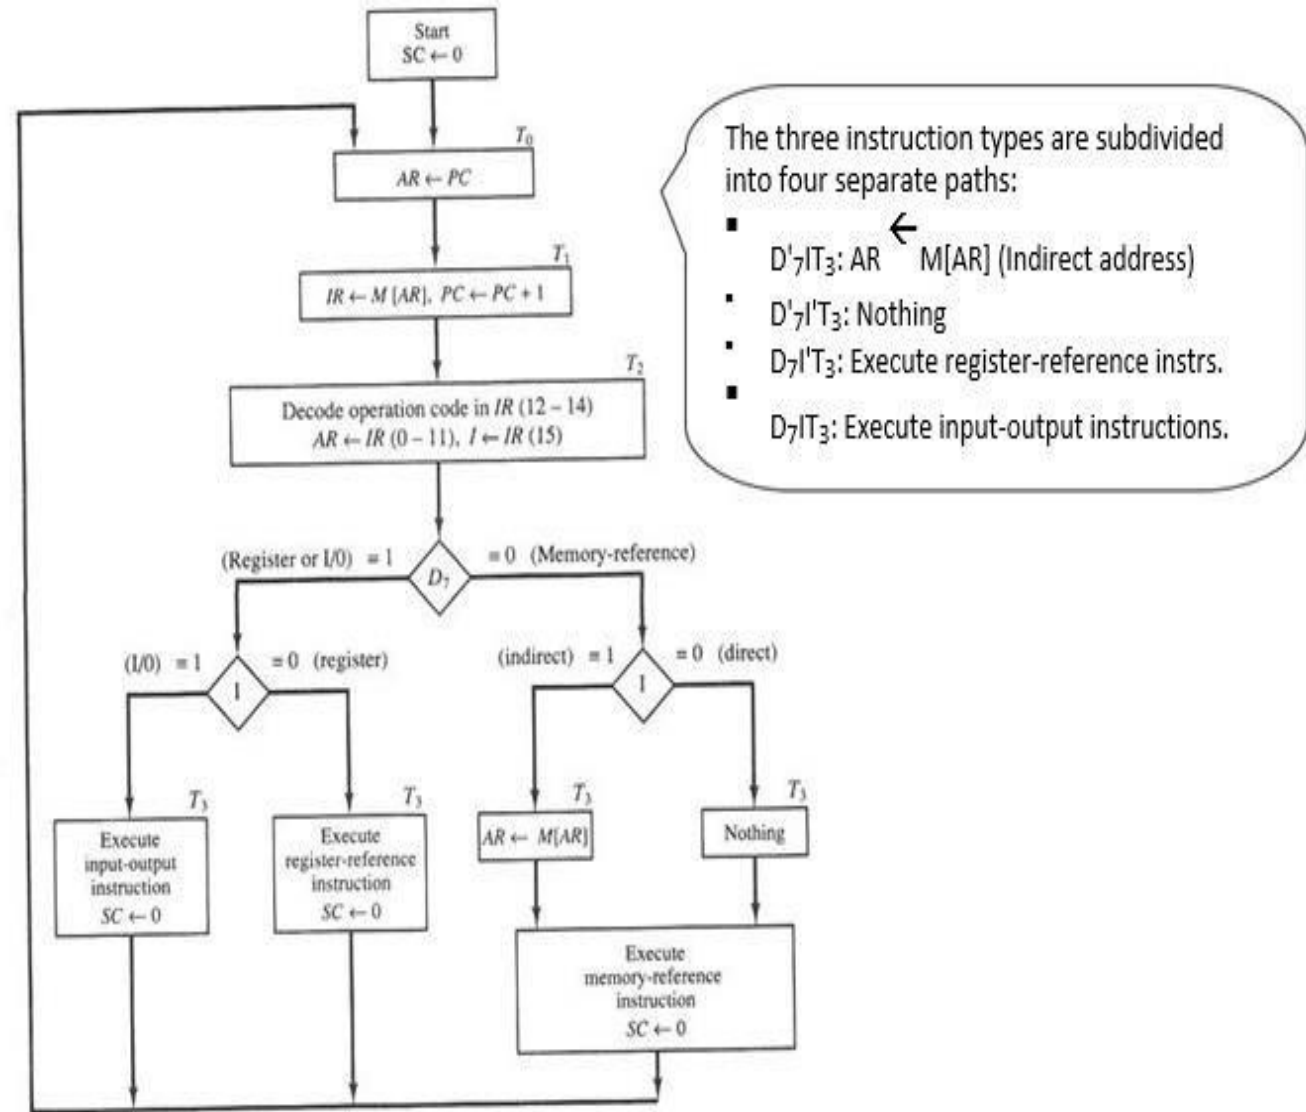 Start
SC ← 0
T₀
AR ← PC
T₁
IR ← M [AR], PC ← PC + 1
T₂
Decode operation code in IR (12 – 14)
AR ← IR (0 – 11), I ← IR (15)
(Register or I/0) = 1
D₇
= 0 (Memory-reference)
(I/0) = 1
I
= 0 (register)
(indirect) = 1
I
= 0 (direct)
T₃
Execute
input-output
instruction
SC ← 0
T₃
Execute
register-reference
instruction
SC ← 0
T₃
AR ← M[AR]
T₃
Nothing
Execute
memory-reference
instruction
SC ← 0
The three instruction types are subdivided
into four separate paths:
▪ D'₇IT₃: AR ← M[AR] (Indirect address)
▪ D'₇I'T₃: Nothing
▪ D₇I'T₃: Execute register-reference instrs.
▪ D₇IT₃: Execute input-output instructions.